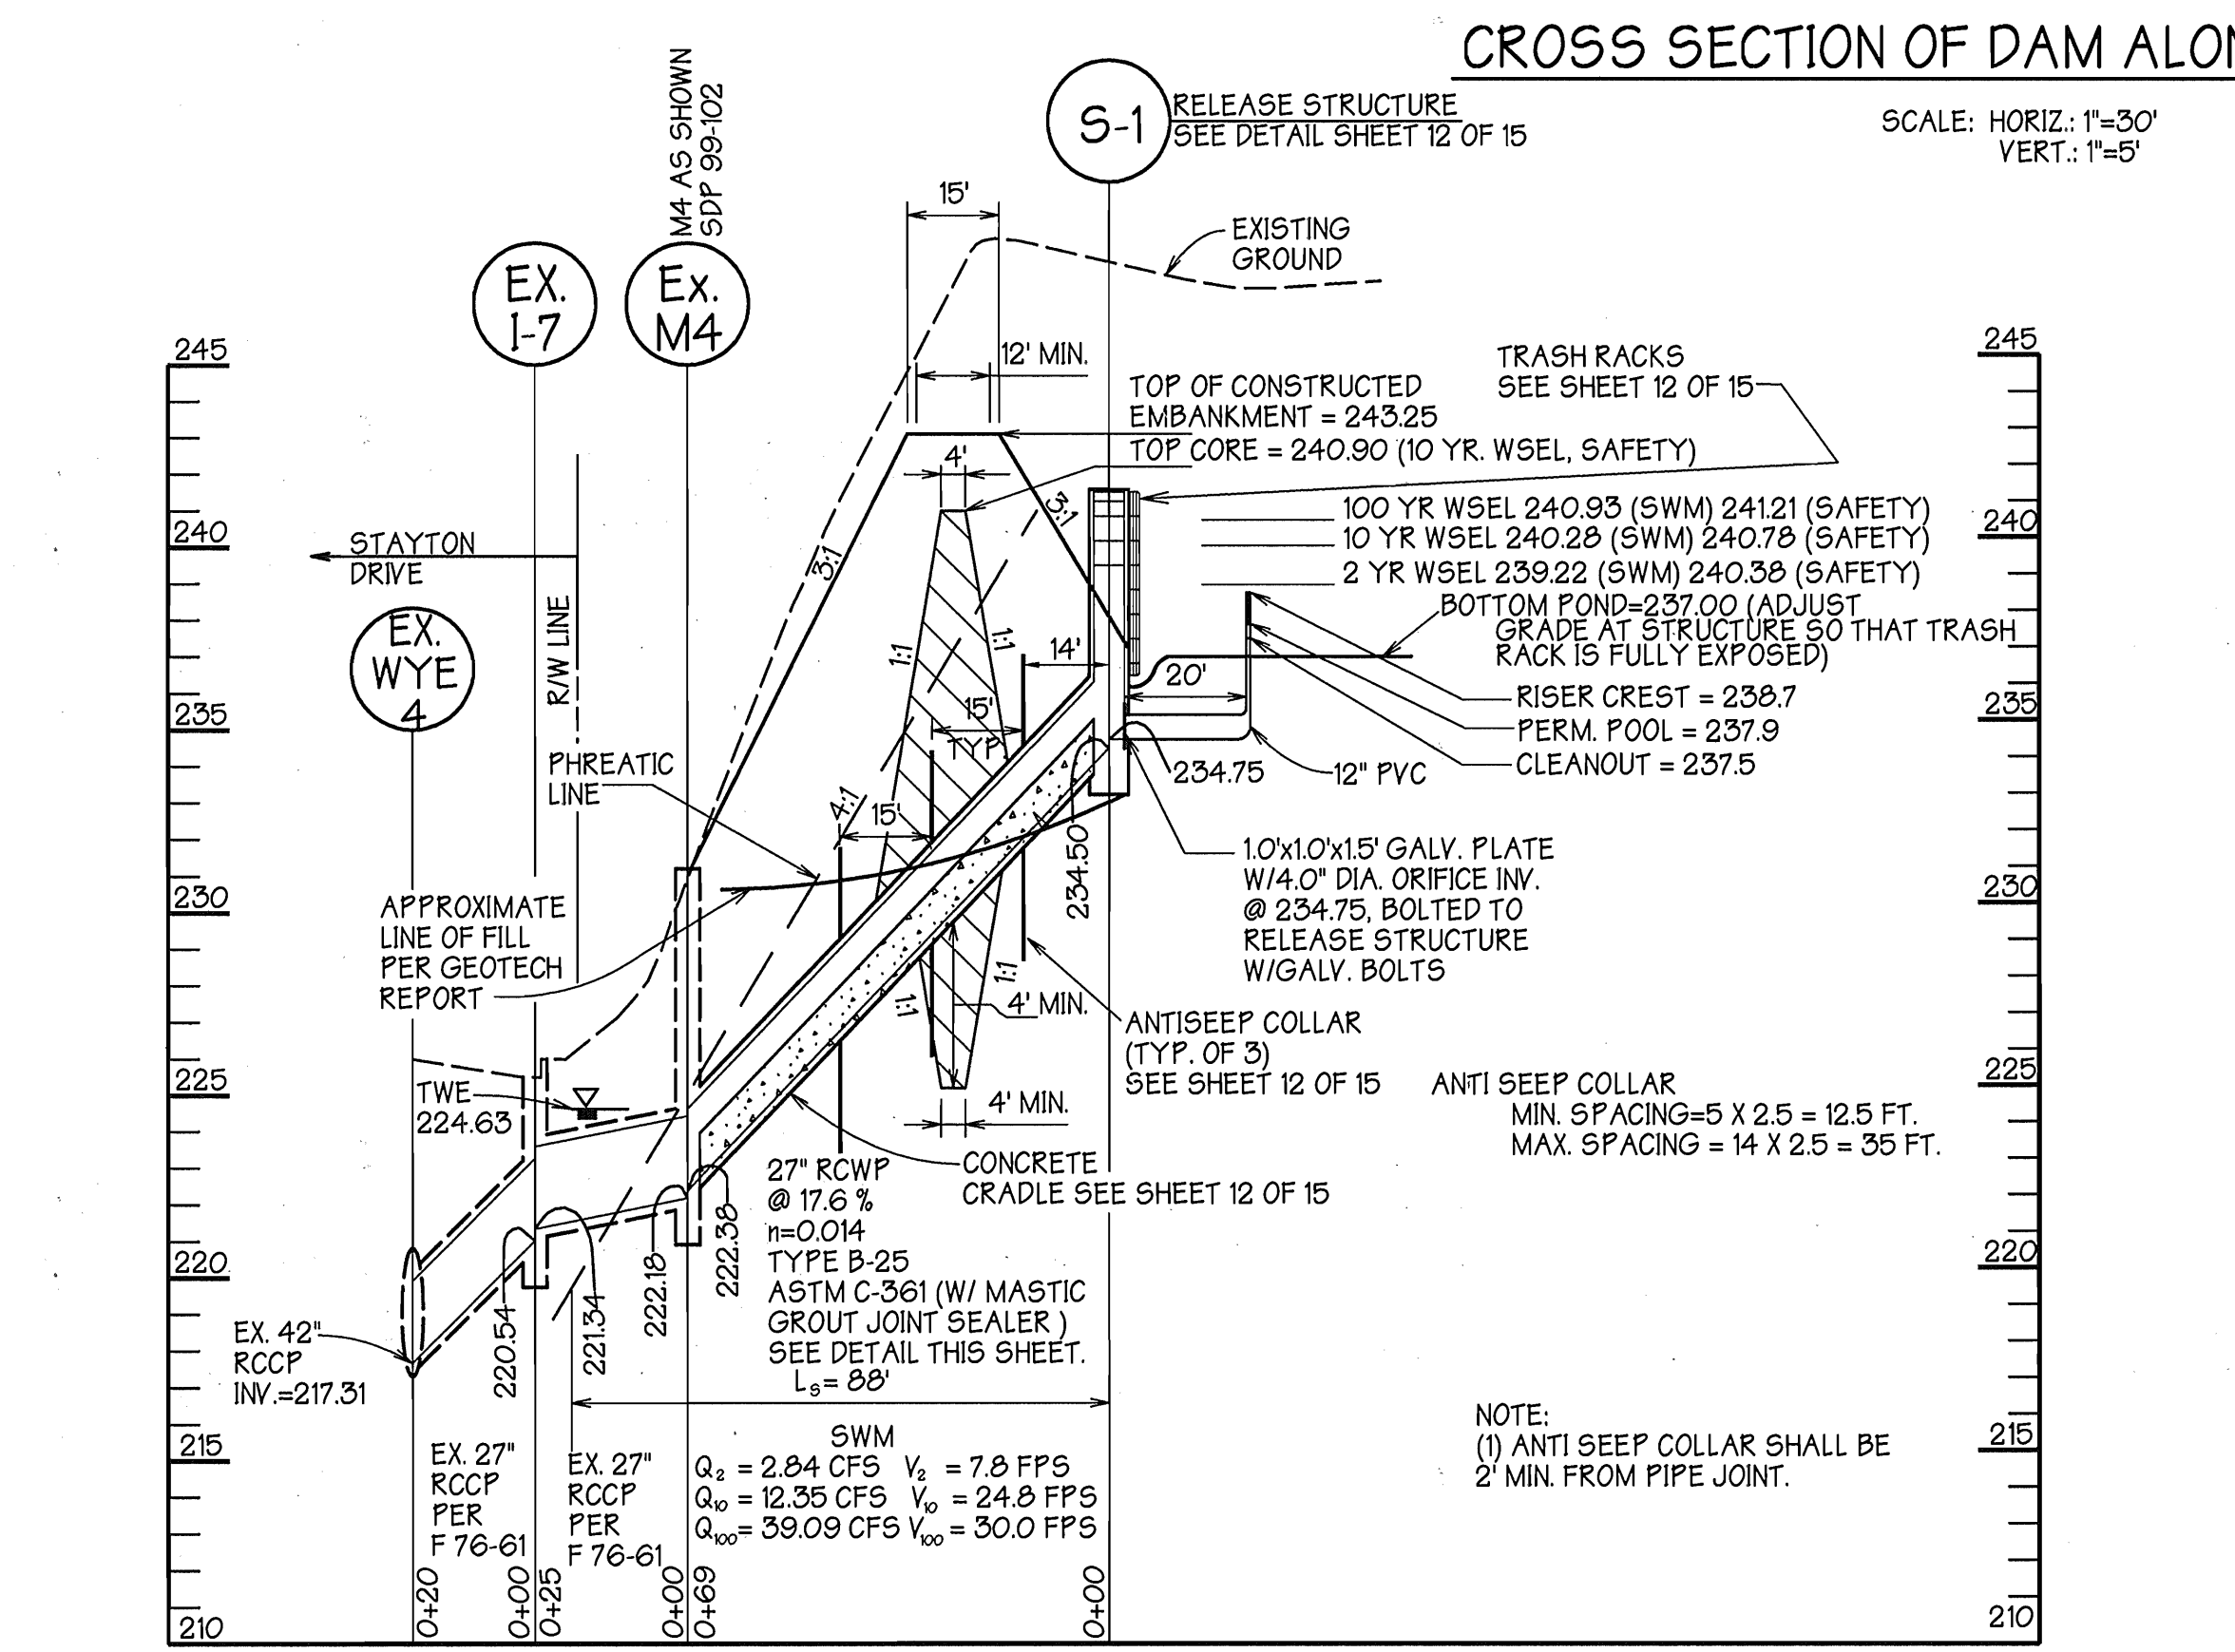 CROSS SECTION OF DAM ALON
SCALE: HORIZ.: 1"=30'
VERT.: 1"=5'
M4 AS SHOWN
SDP 99-102
S-1
RELEASE STRUCTURE
SEE DETAIL SHEET 12 OF 15
15'
EXISTING
GROUND
EX.
I-7
Ex.
M4
245
245
12' MIN.
TRASH RACKS
SEE SHEET 12 OF 15
TOP OF CONSTRUCTED
EMBANKMENT = 243.25
TOP CORE = 240.90 (10 YR. WSEL, SAFETY)
4'
3:1
3:1
100 YR WSEL 240.93 (SWM) 241.21 (SAFETY)
10 YR WSEL 240.28 (SWM) 240.78 (SAFETY)
2 YR WSEL 239.22 (SWM) 240.38 (SAFETY)
240
240
STAYTON
DRIVE
BOTTOM POND=237.00 (ADJUST
GRADE AT STRUCTURE SO THAT TRASH
RACK IS FULLY EXPOSED)
EX.
WYE
4
R/W LINE
1:1
1:1
14'
20'
RISER CREST = 238.7
PERM. POOL = 237.9
CLEANOUT = 237.5
235
235
15'
TYP.
PHREATIC
LINE
234.75
12" PVC
4:1
15'
234.50
1.0'x1.0'x1.5' GALV. PLATE
W/4.0" DIA. ORIFICE INV.
@ 234.75, BOLTED TO
RELEASE STRUCTURE
W/GALV. BOLTS
230
230
APPROXIMATE
LINE OF FILL
PER GEOTECH
REPORT
1:1
1:1
4' MIN.
ANTISEEP COLLAR
(TYP. OF 3)
SEE SHEET 12 OF 15
225
225
TWE
224.63
4' MIN.
ANTI SEEP COLLAR
MIN. SPACING=5 X 2.5 = 12.5 FT.
MAX. SPACING = 14 X 2.5 = 35 FT.
CONCRETE
CRADLE SEE SHEET 12 OF 15
27" RCWP
@ 17.6 %
n=0.014
TYPE B-25
ASTM C-361 (W/ MASTIC
GROUT JOINT SEALER )
SEE DETAIL THIS SHEET.
Ls= 88'
220
220
220.54
221.34
222.18
222.38
EX. 42"
RCCP
INV.=217.31
215
215
EX. 27"
RCCP
PER
F 76-61
EX. 27"
RCCP
PER
F 76-61
SWM
Q₂ = 2.84 CFS V₂ = 7.8 FPS
Q₁₀ = 12.35 CFS V₁₀ = 24.8 FPS
Q₁₀₀= 39.09 CFS V₁₀₀ = 30.0 FPS
NOTE:
(1) ANTI SEEP COLLAR SHALL BE
2' MIN. FROM PIPE JOINT.
210
0+20
0+00
0+25
0+00
0+69
0+00
210